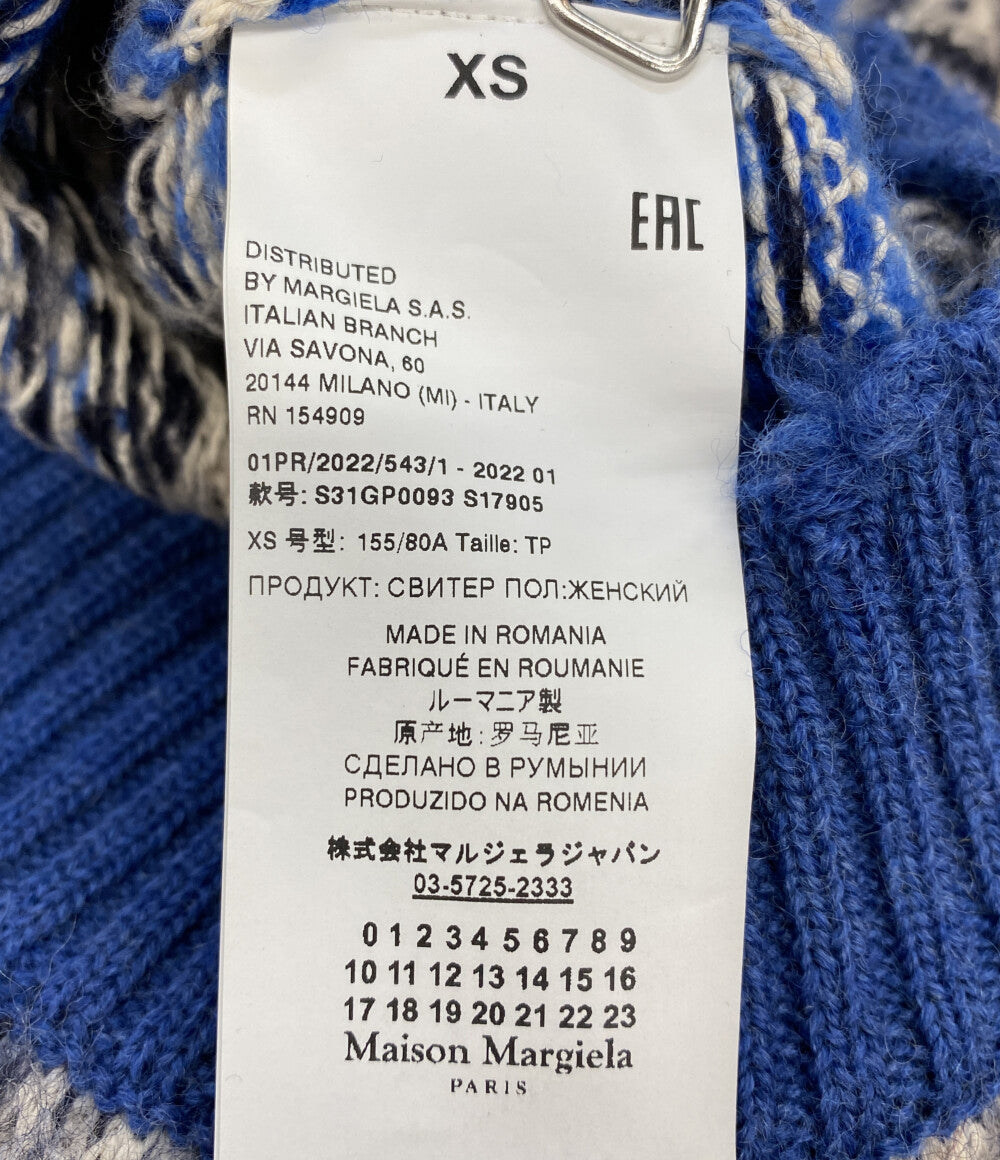 XS
EAC
DISTRIBUTED
BY MARGIELA S.A.S.
ITALIAN BRANCH
VIA SAVONA, 60
20144 MILANO (MI) - ITALY
RN 154909
01PR/2022/543/1 - 2022 01
款号: S31GP0093 S17905
XS 号型: 155/80A Taille: TP
ПРОДУКТ: СВИТЕР ПОЛ:ЖЕНСКИЙ
MADE IN ROMANIA
FABRIQUÉ EN ROUMANIE
ルーマニア製
原产地: 罗马尼亚
СДЕЛАНО В РУМЫНИИ
PRODUZIDO NA ROMENIA
株式会社マルジェラジャパン
03-5725-2333
0 1 2 3 4 5 6 7 8 9
10 11 12 13 14 15 16
17 18 19 20 21 22 23
Maison Margiela
PARIS